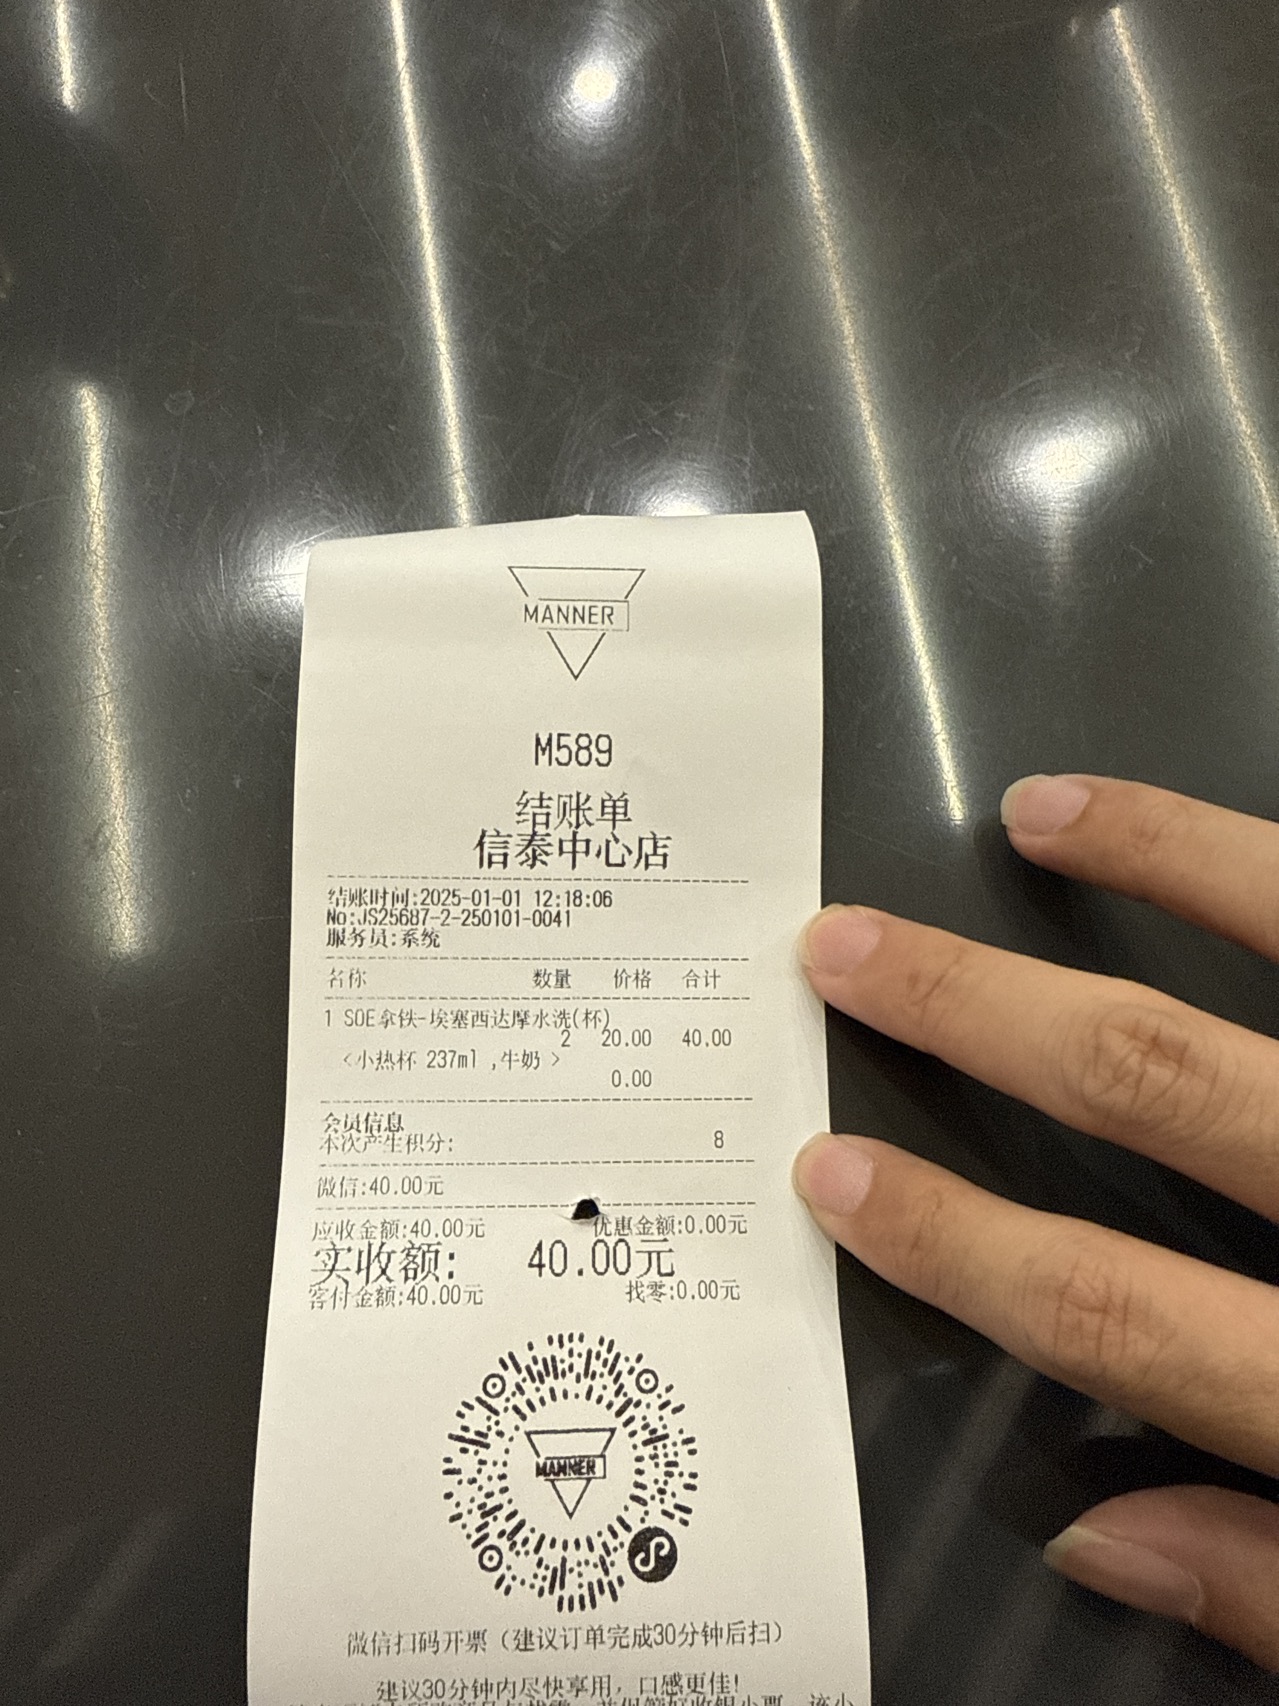 MANNER
M589
结账单
信泰中心店
结账时间:2025-01-01 12:18:06
No:JS25687-2-250101-0041
服务员:系统
名称 数量 价格 合计
1 SOE拿铁-埃塞西达摩水洗(杯)
2 20.00 40.00
<小热杯 237ml ,牛奶 >
0.00
会员信息
本次产生积分: 8
微信:40.00元
应收金额:40.00元 优惠金额:0.00元
实收额: 40.00元
客付金额:40.00元 找零:0.00元
MANNER
微信扫码开票（建议订单完成30分钟后扫）
建议30分钟内尽快享用，口感更佳!